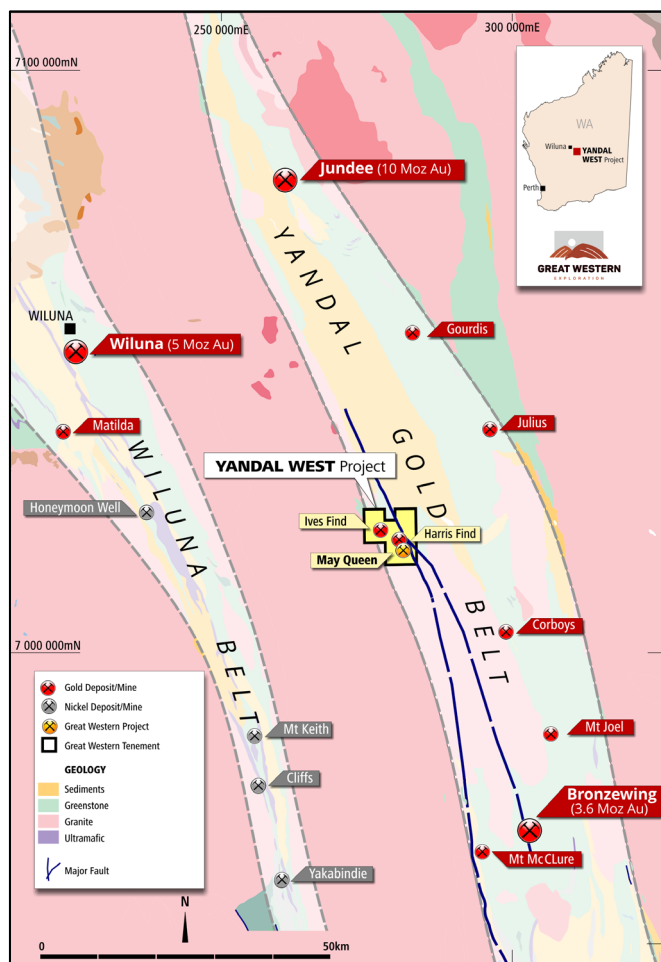 250 000mE
300 000mE
7100 000mN
WA
Wiluna
YANDAL
WEST Project
Perth
GREAT WESTERN
EXPLORATION
Jundee (10 Moz Au)
YANDAL
GOLD
BELT
WILUNA
Wiluna (5 Moz Au)
Gourdis
Matilda
Julius
WILUNA
BELT
YANDAL WEST Project
Honeymoon Well
Ives Find
Harris Find
May Queen
Corboys
7 000 000mN
Mt Keith
Mt Joel
Cliffs
Bronzewing
(3.6 Moz Au)
Mt McCLure
Yakabindie
Gold Deposit/Mine
Nickel Deposit/Mine
Great Western Project
Great Western Tenement
GEOLOGY
Sediments
Greenstone
Granite
Ultramafic
Major Fault
N
0
50km